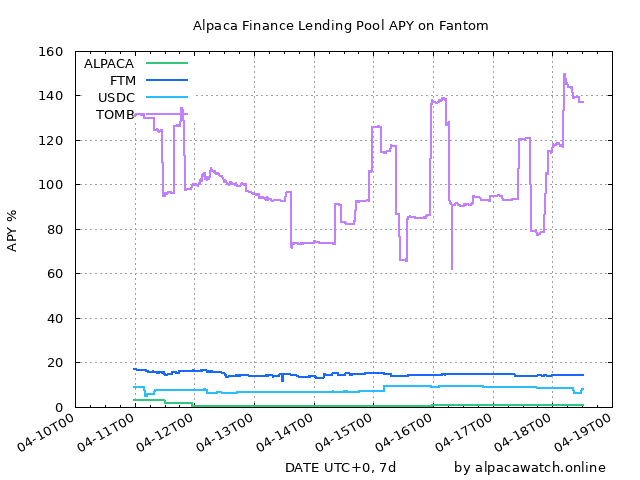 Alpaca Finance Lending Pool APY on Fantom
160
140
120
100
80
60
40
20
0
APY %
ALPACA
FTM
USDC
TOMB
04-10T00
04-11T00
04-12T00
04-13T00
04-14T00
04-15T00
04-16T00
04-17T00
04-18T00
04-19T00
DATE UTC+0, 7d
by alpacawatch.online